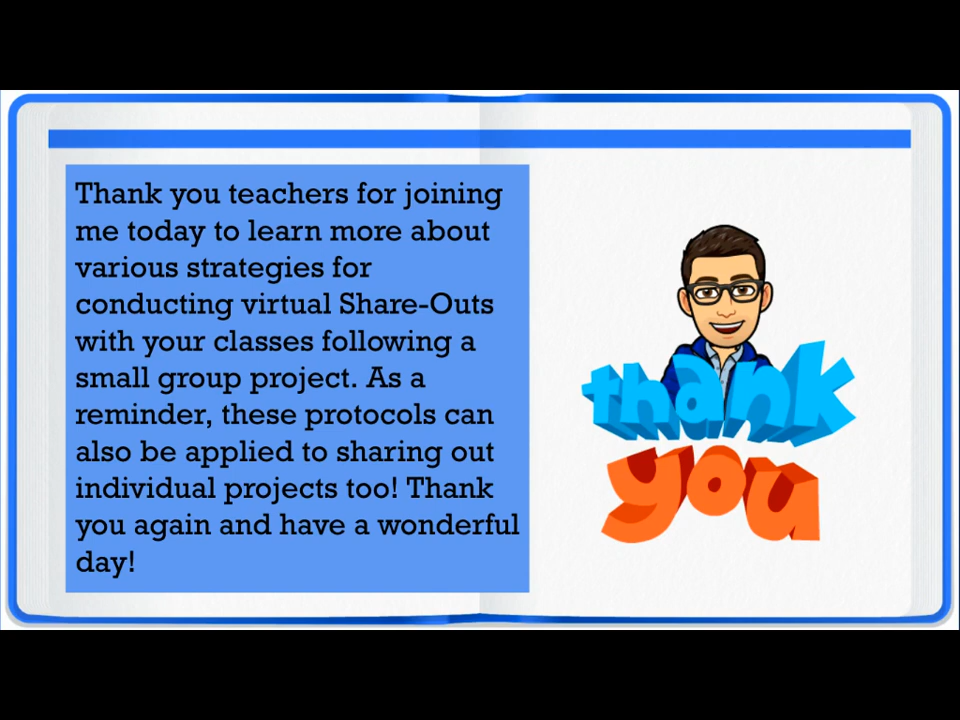 Thank you teachers for joining
me today to learn more about
various strategies for
conducting virtual Share-Outs
with your classes following a
small group project. As a
reminder, these protocols can
also be applied to sharing out
individual projects too! Thank
you again and have a wonderful
day!
thank
you